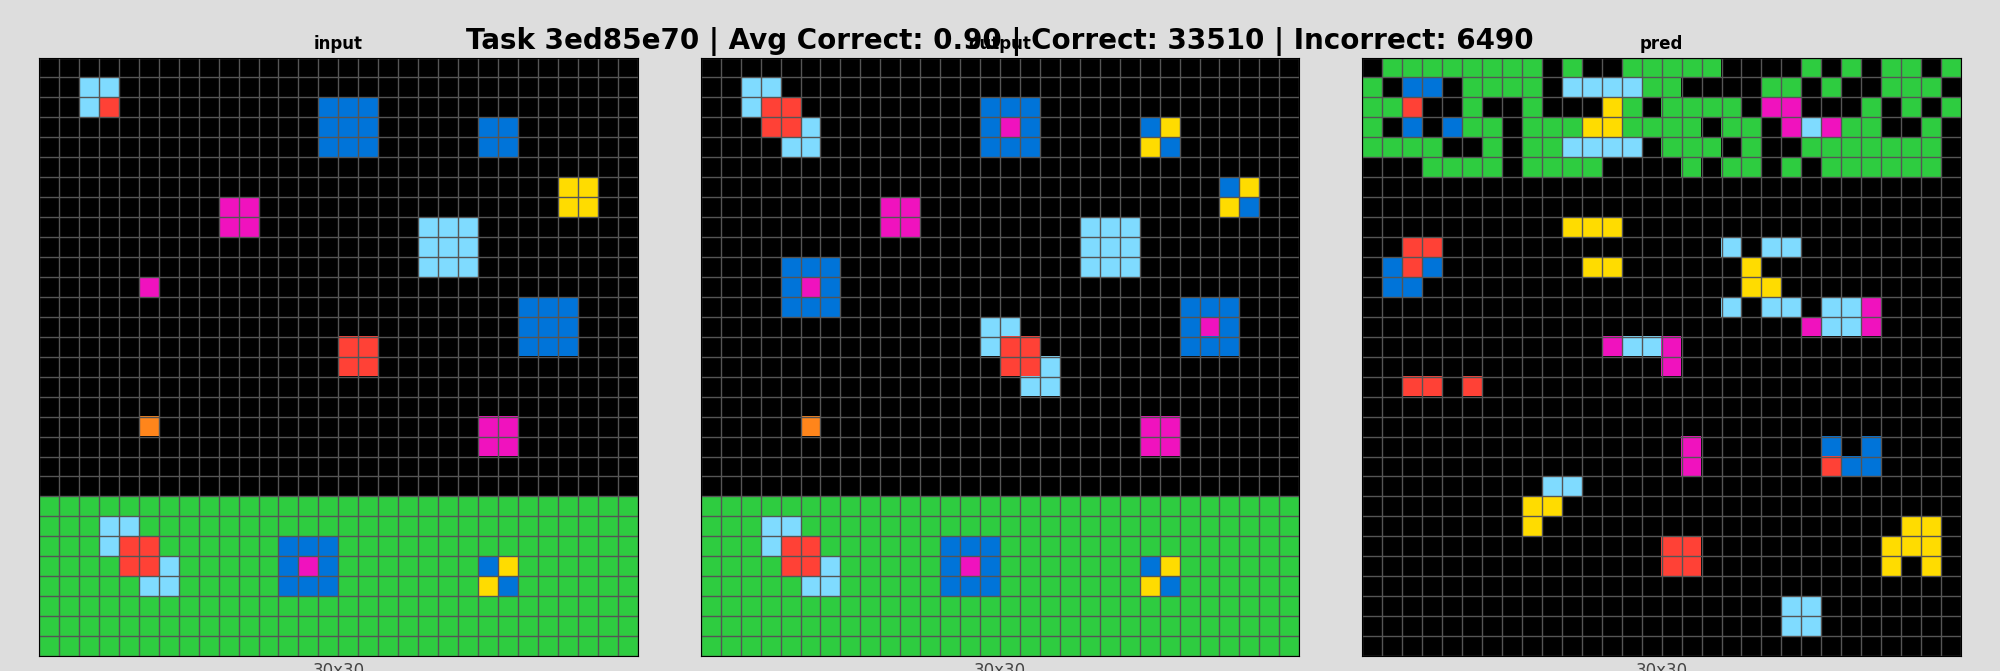 Task 3ed85e70 | Avg Correct: 0.90 | Correct: 33510 | Incorrect: 6490
input
output
pred
30x30
30x30
30x30